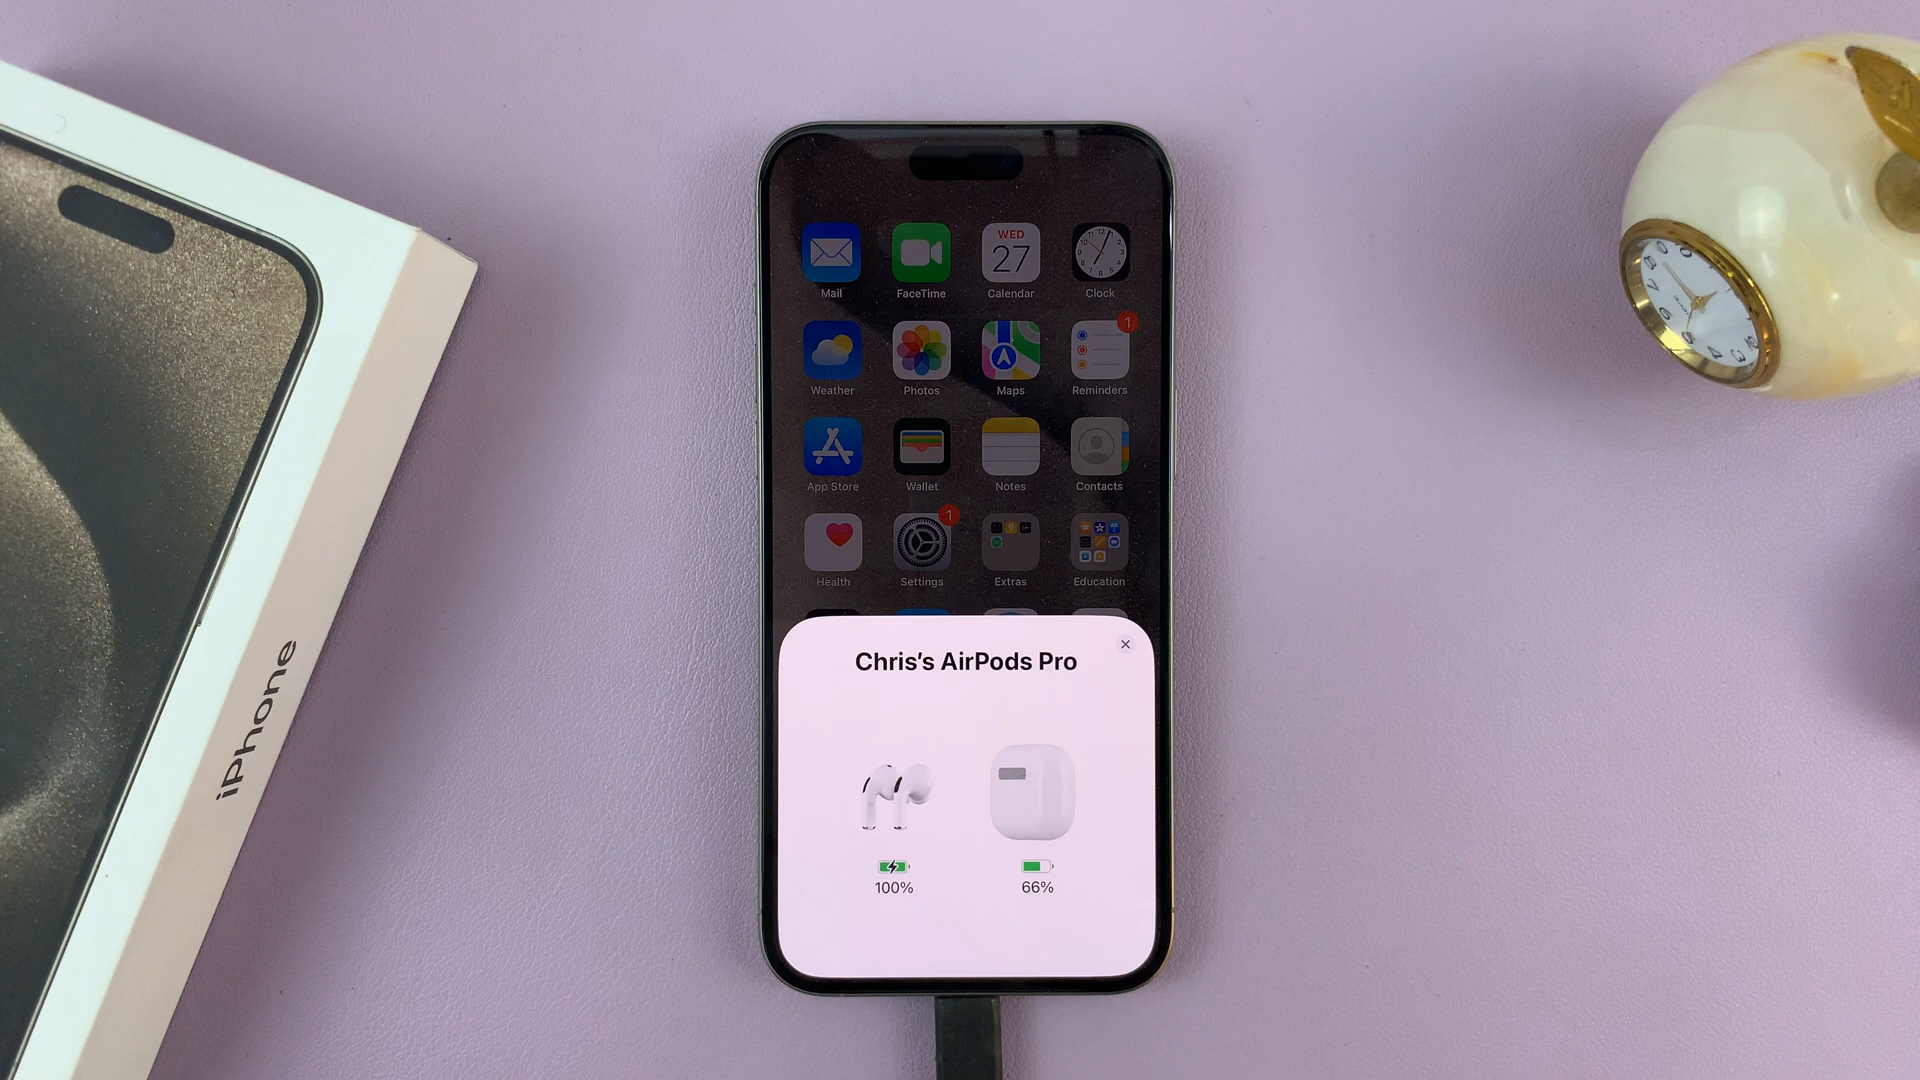 WED
27
Mail
FaceTime
Calendar
Clock
1
Weather
Photos
Maps
Reminders
App Store
Wallet
Notes
Contacts
1
Health
Settings
Extras
Education
Chris's AirPods Pro
100%
66%
iPhone